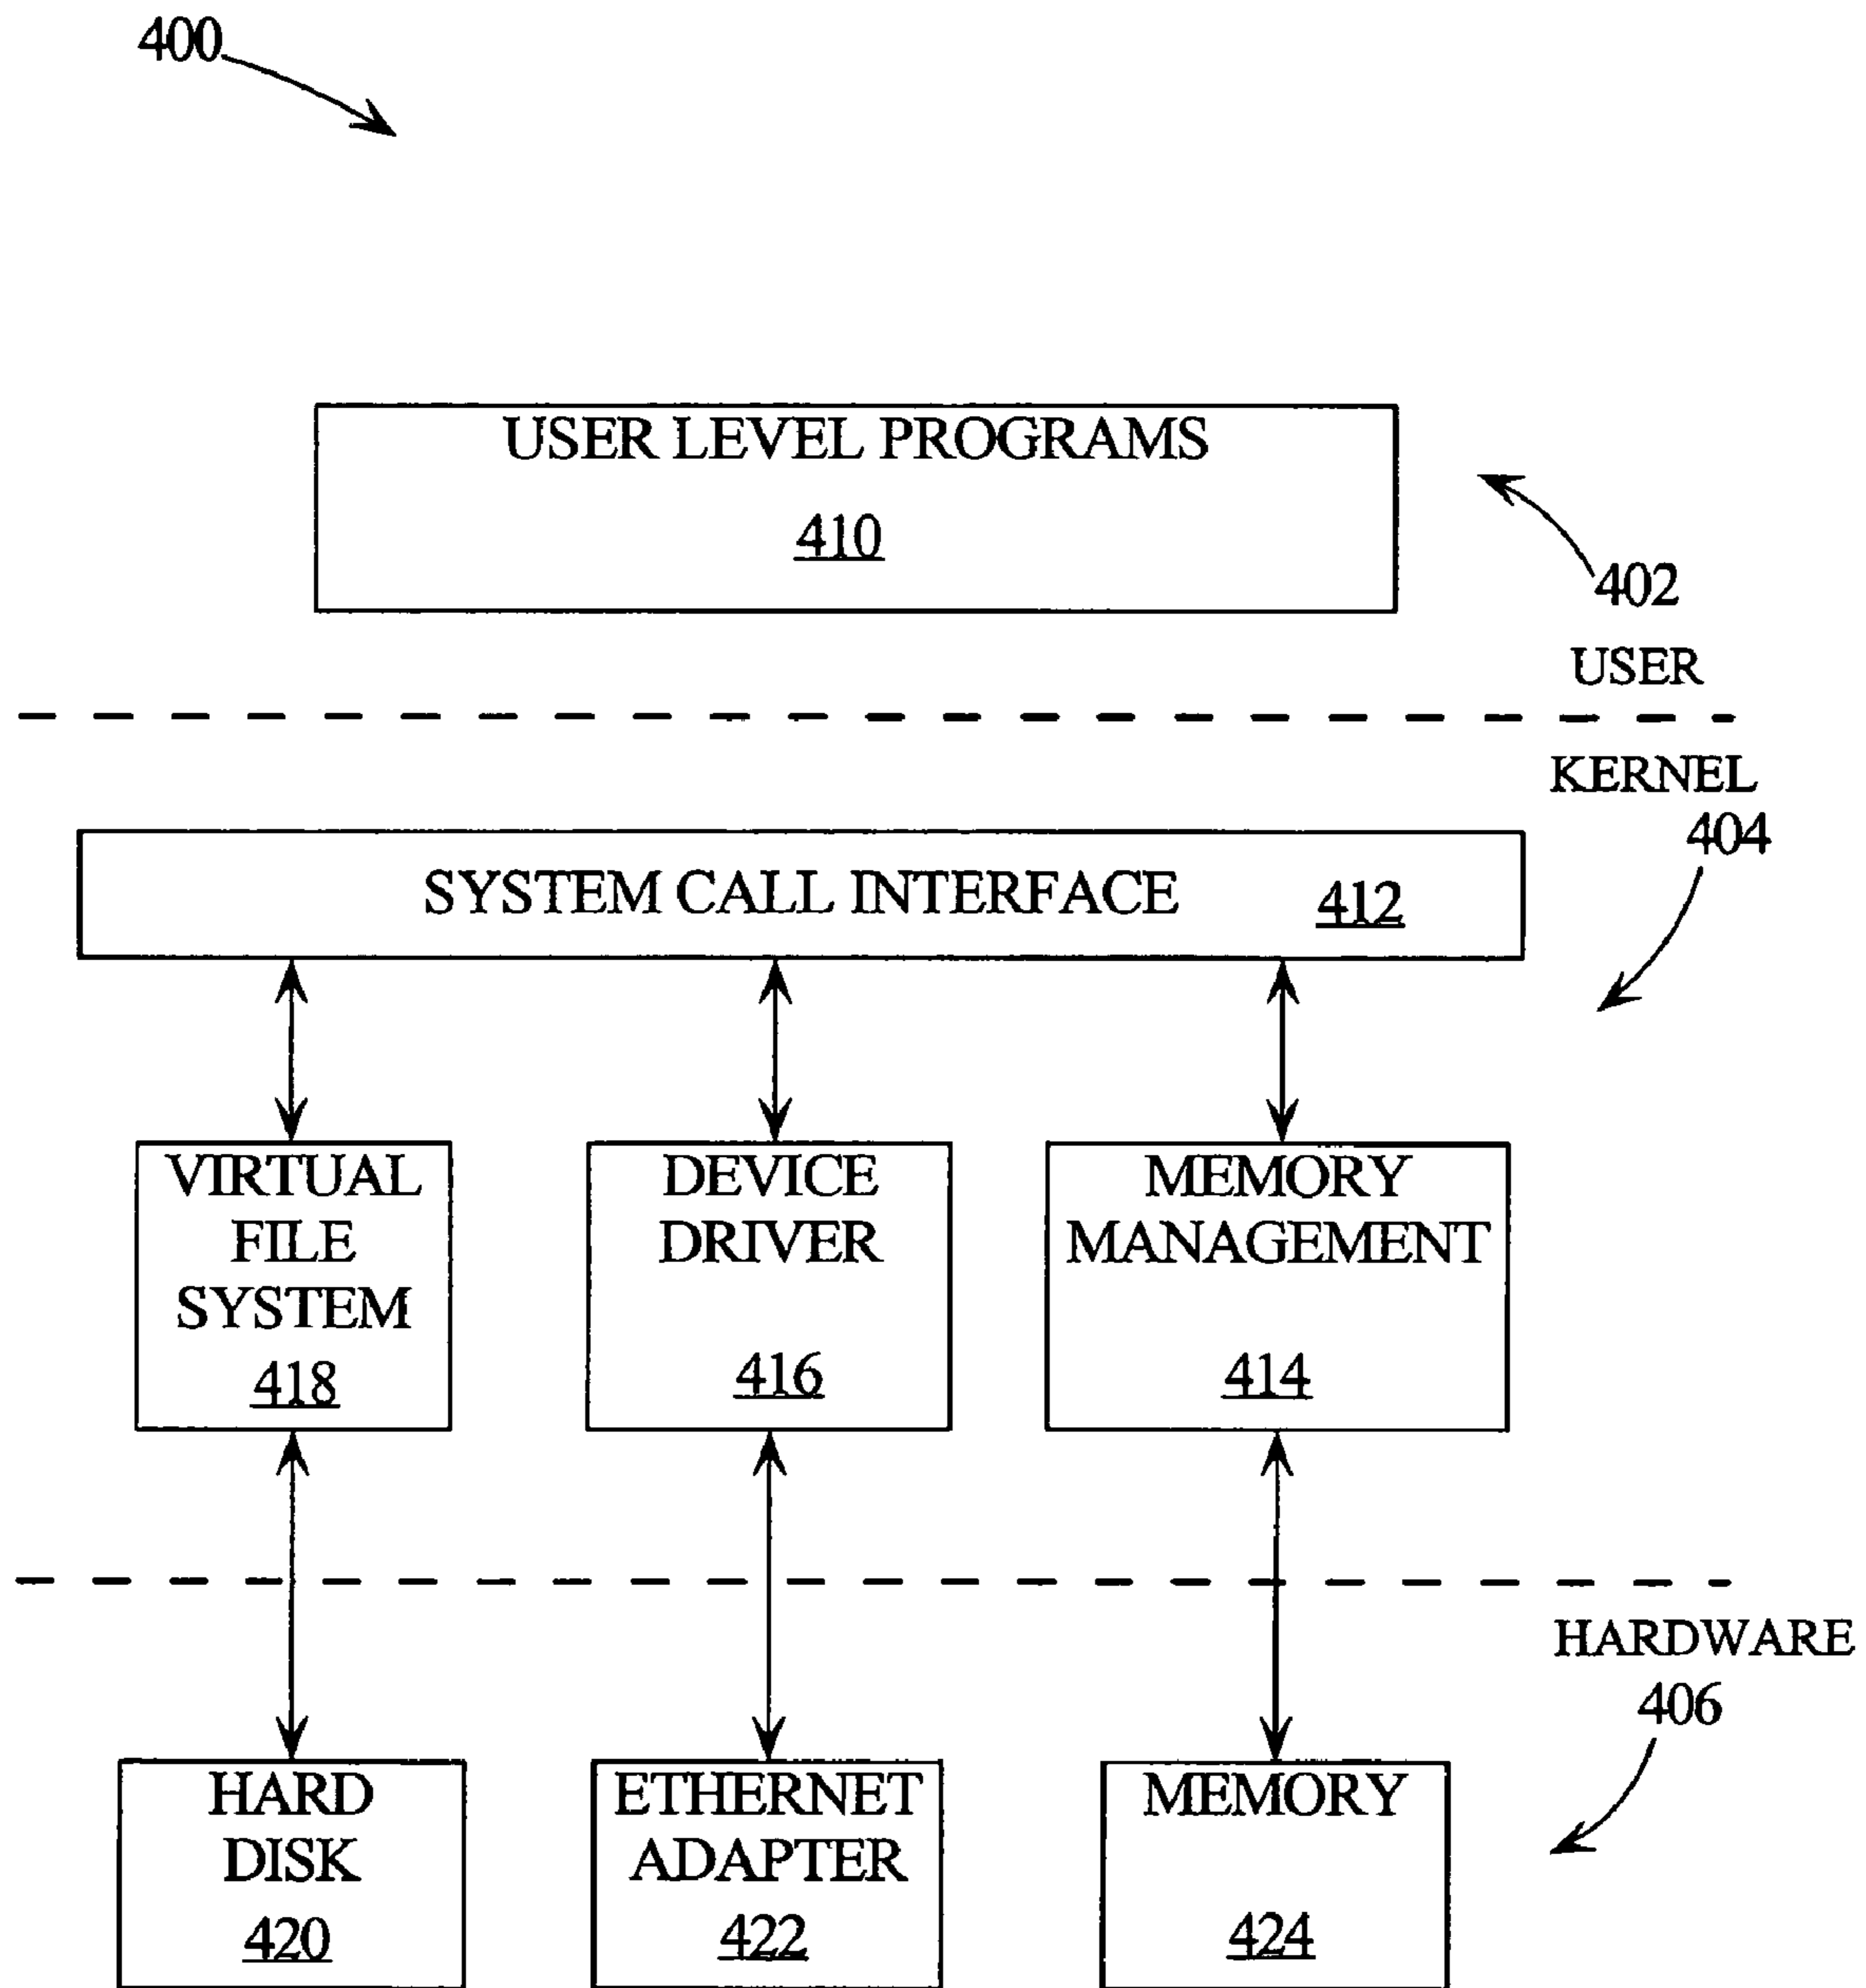 400
USER LEVEL PROGRAMS
410
402
USER
KERNEL
404
SYSTEM CALL INTERFACE 412
VIRTUAL
FILE
SYSTEM
418
DEVICE
DRIVER
416
MEMORY
MANAGEMENT
414
HARDWARE
406
HARD
DISK
420
ETHERNET
ADAPTER
422
MEMORY
424